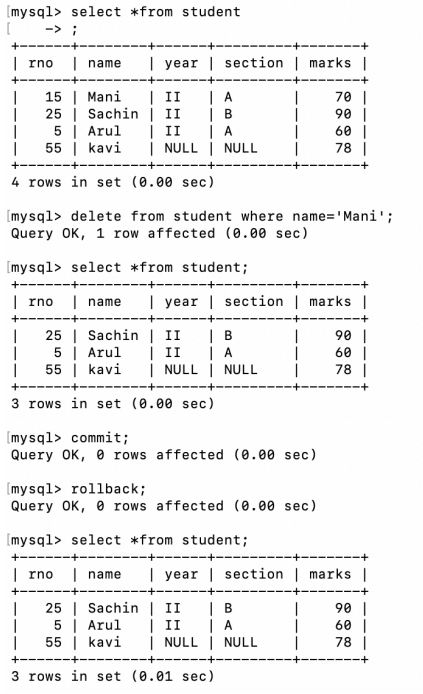 [mysql> select *from student
[    -> ;
+------+--------+------+---------+-------+
| rno  | name   | year | section | marks |
+------+--------+------+---------+-------+
|   15 | Mani   | II   | A       |    70 |
|   25 | Sachin | II   | B       |    90 |
|    5 | Arul   | II   | A       |    60 |
|   55 | kavi   | NULL | NULL    |    78 |
+------+--------+------+---------+-------+
4 rows in set (0.00 sec)
[mysql> delete from student where name='Mani';
Query OK, 1 row affected (0.00 sec)
[mysql> select *from student;
+------+--------+------+---------+-------+
| rno  | name   | year | section | marks |
+------+--------+------+---------+-------+
|   25 | Sachin | II   | B       |    90 |
|    5 | Arul   | II   | A       |    60 |
|   55 | kavi   | NULL | NULL    |    78 |
+------+--------+------+---------+-------+
3 rows in set (0.00 sec)
[mysql> commit;
Query OK, 0 rows affected (0.00 sec)
[mysql> rollback;
Query OK, 0 rows affected (0.00 sec)
[mysql> select *from student;
+------+--------+------+---------+-------+
| rno  | name   | year | section | marks |
+------+--------+------+---------+-------+
|   25 | Sachin | II   | B       |    90 |
|    5 | Arul   | II   | A       |    60 |
|   55 | kavi   | NULL | NULL    |    78 |
+------+--------+------+---------+-------+
3 rows in set (0.01 sec)